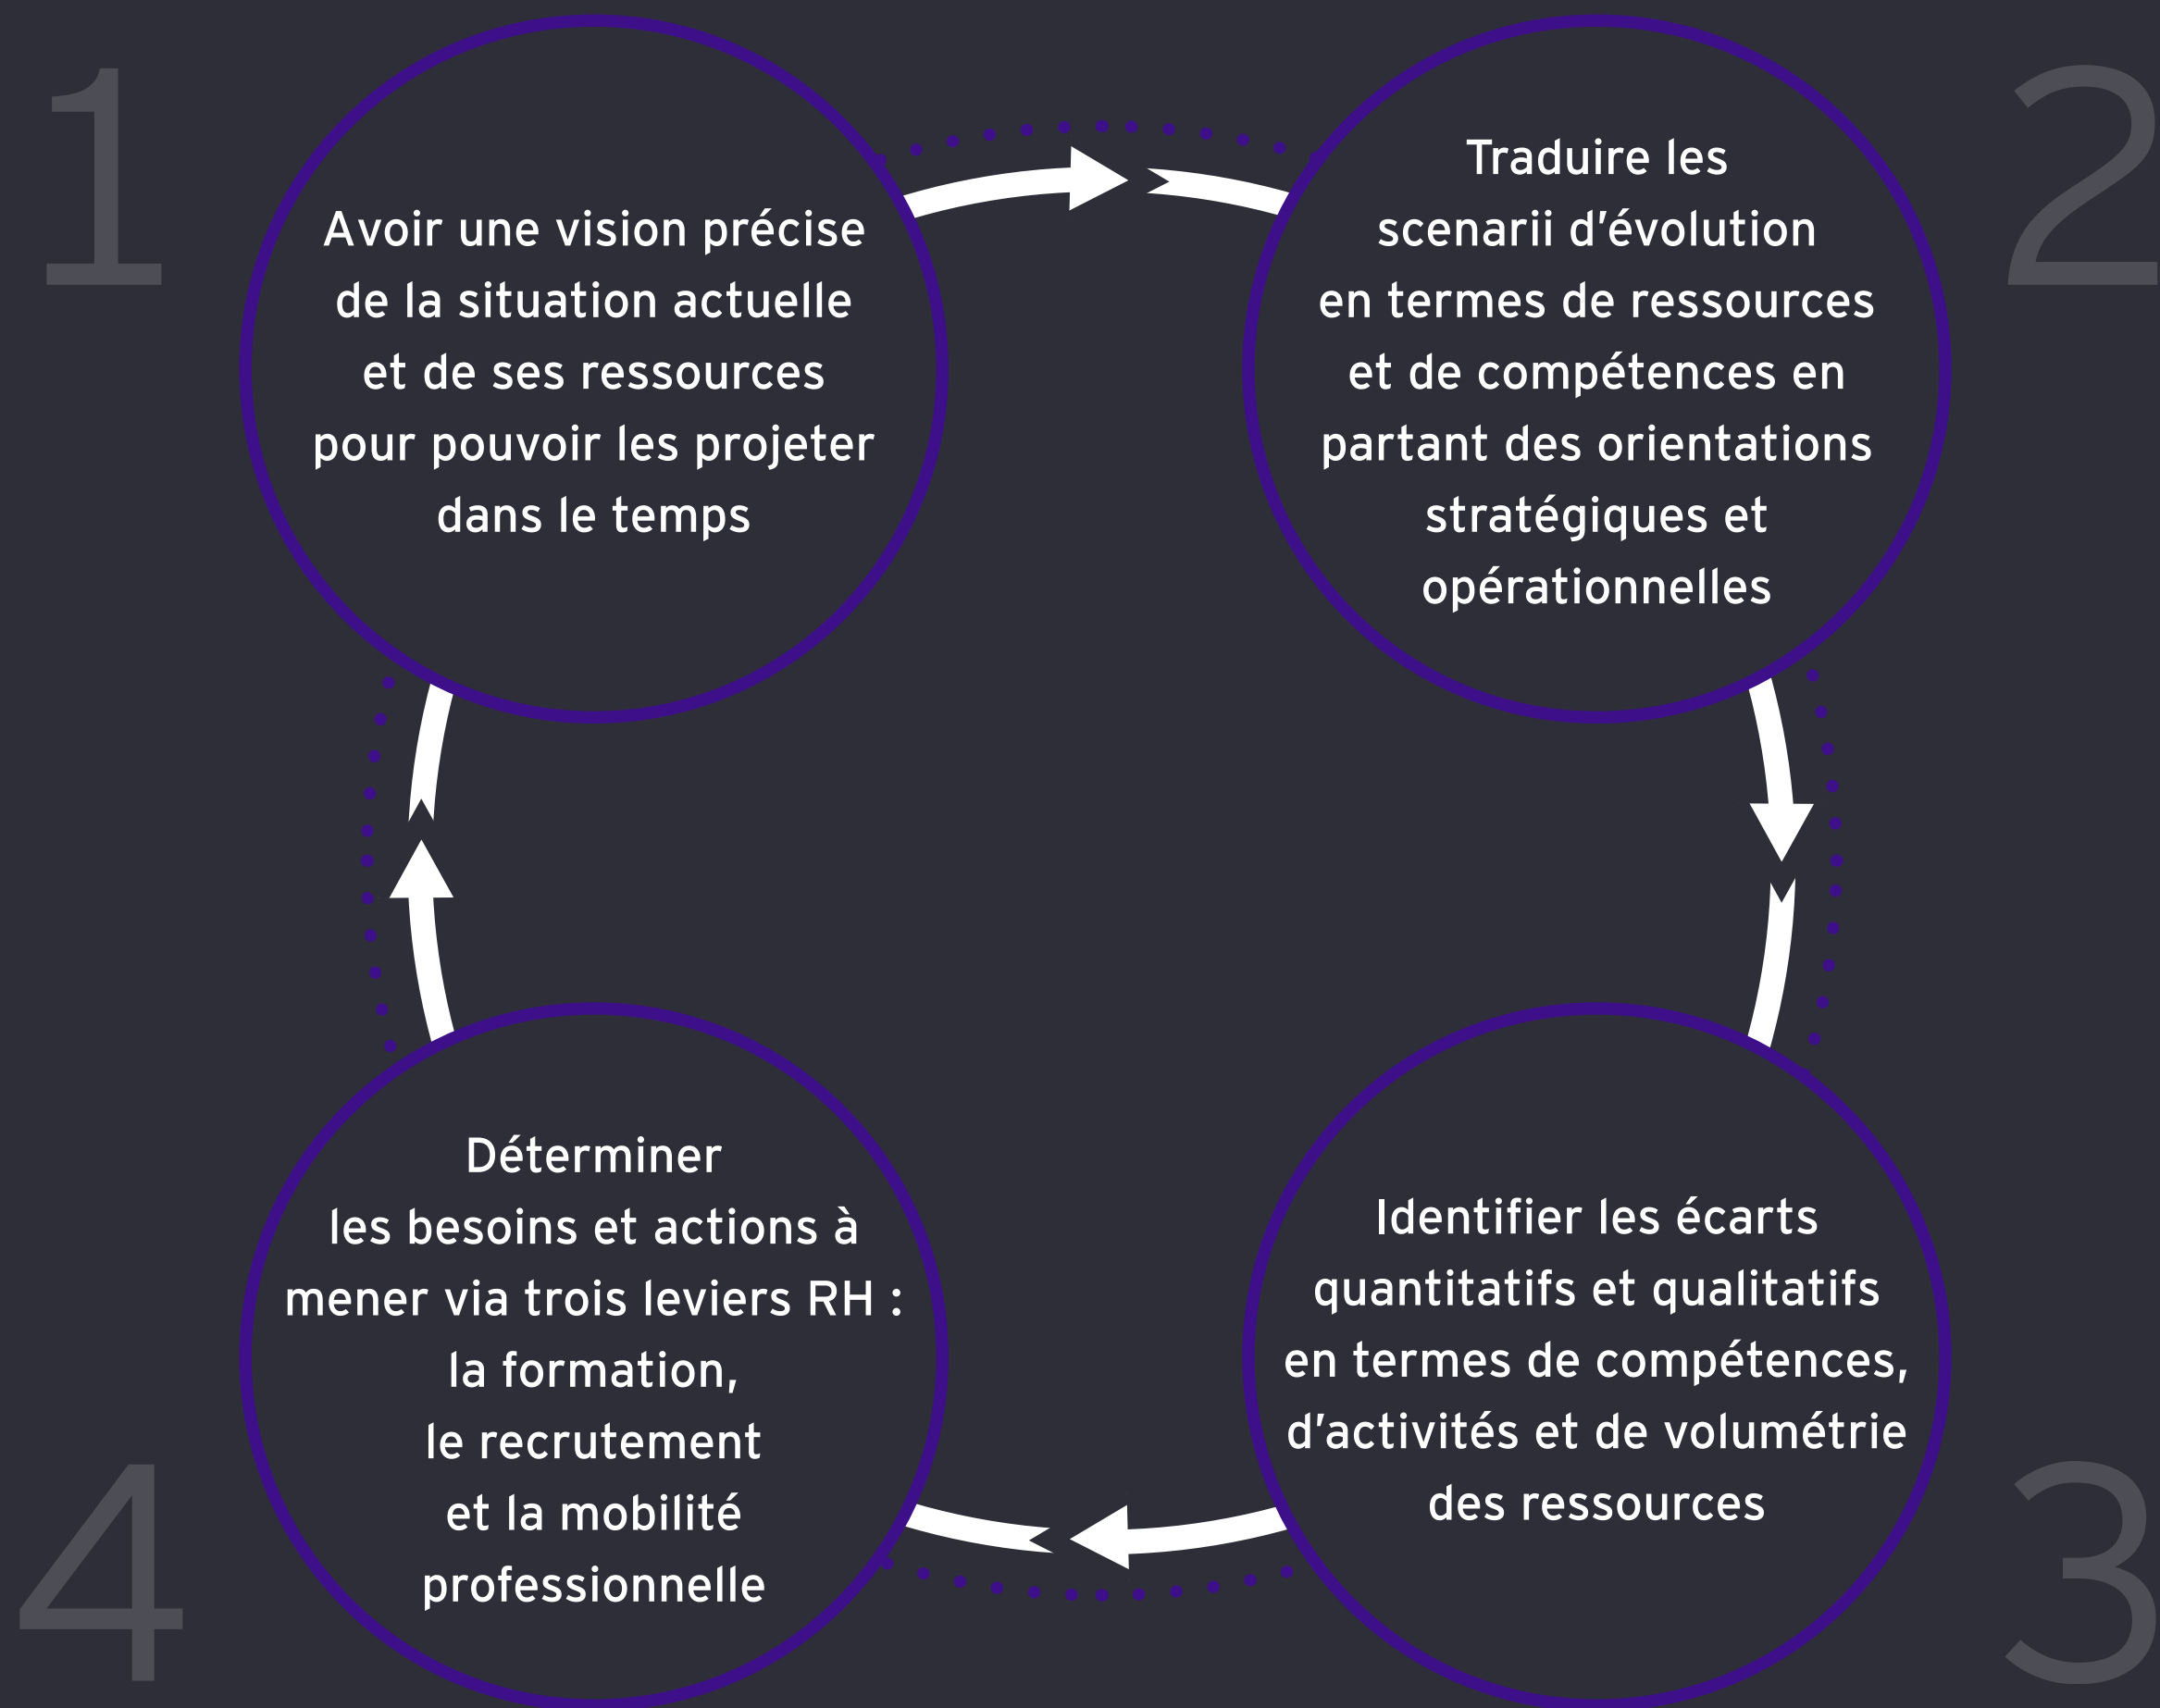 1
Avoir une vision précise
de la situation actuelle
et de ses ressources
pour pouvoir les projeter
dans le temps
2
Traduire les
scenarii d'évolution
en termes de ressources
et de compétences en
partant des orientations
stratégiques et
opérationnelles
3
Identifier les écarts
quantitatifs et qualitatifs
en termes de compétences,
d'activités et de volumétrie
des ressources
4
Déterminer
les besoins et actions à
mener via trois leviers RH :
la formation,
le recrutement
et la mobilité
professionnelle